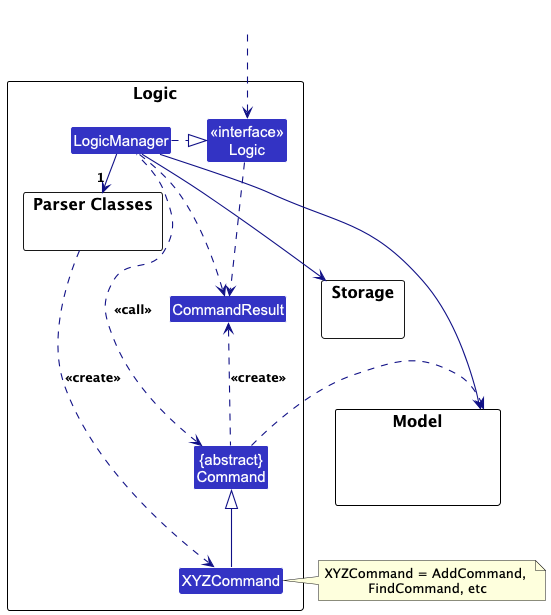 Logic
LogicManager
«interface»
Logic
1
Parser Classes
Storage
«call»
CommandResult
«create»
«create»
Model
{abstract}
Command
XYZCommand
XYZCommand = AddCommand,
FindCommand, etc